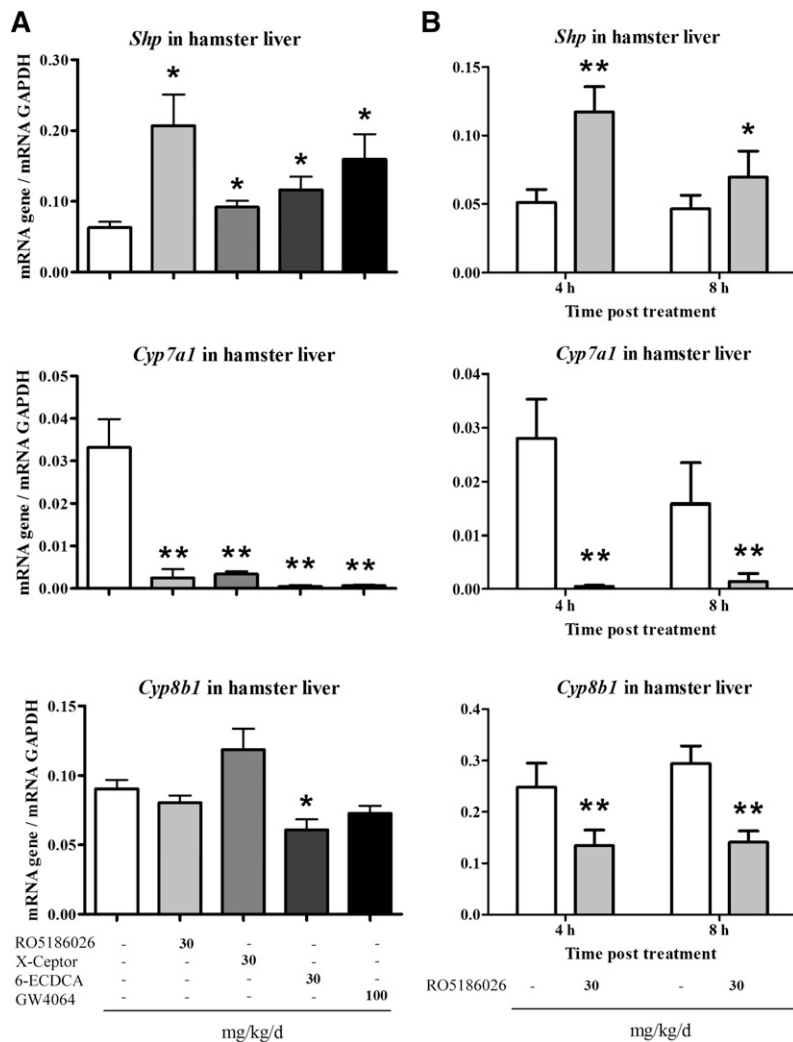 A
Shp in hamster liver
mRNA gene / mRNA GAPDH
0.30
0.20
0.10
0.00
*
*
*
*
Cyp7a1 in hamster liver
mRNA gene / mRNA GAPDH
0.05
0.04
0.03
0.02
0.01
0.00
**
**
**
**
Cyp8b1 in hamster liver
mRNA gene / mRNA GAPDH
0.15
0.10
0.05
0.00
*
RO5186026 - 30 - - -
X-Ceptor - - 30 - -
6-ECDCA - - - 30 -
GW4064 - - - - 100
mg/kg/d
B
Shp in hamster liver
0.15
0.10
0.05
0.00
**
*
4 h 8 h
Time post treatment
Cyp7a1 in hamster liver
0.04
0.03
0.02
0.01
0.00
**
**
4 h 8 h
Time post treatment
Cyp8b1 in hamster liver
0.4
0.3
0.2
0.1
0.0
**
**
4 h 8 h
Time post treatment
RO5186026 - 30 - 30
mg/kg/d